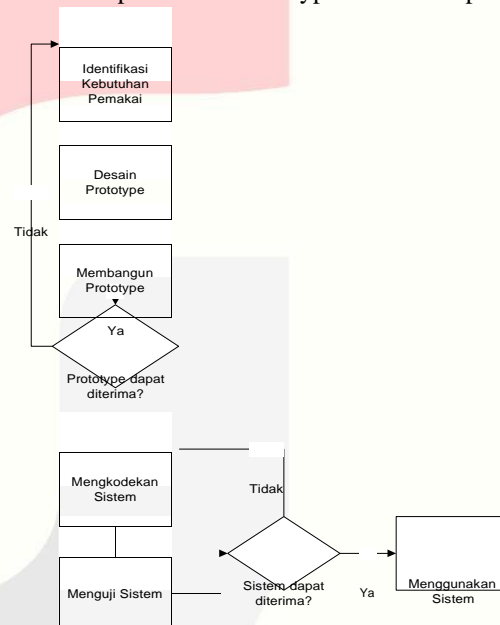 Identifikasi
Kebutuhan
Pemakai
Desain
Prototype
Tidak
Membangun
Prototype
Ya
Prototype dapat
diterima?
Mengkodekan
Sistem
Tidak
Menguji Sistem
Sistem dapat
diterima?
Ya
Menggunakan
Sistem